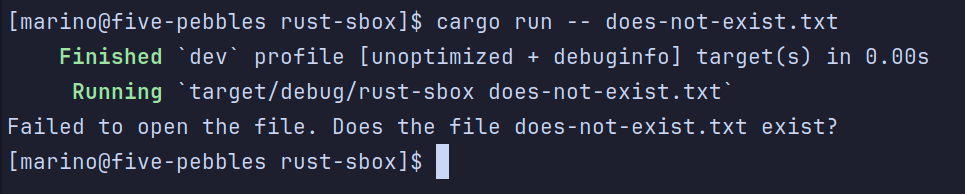 [marino@five-pebbles rust-sbox]$ cargo run -- does-not-exist.txt
    Finished `dev` profile [unoptimized + debuginfo] target(s) in 0.00s
     Running `target/debug/rust-sbox does-not-exist.txt`
Failed to open the file. Does the file does-not-exist.txt exist?
[marino@five-pebbles rust-sbox]$